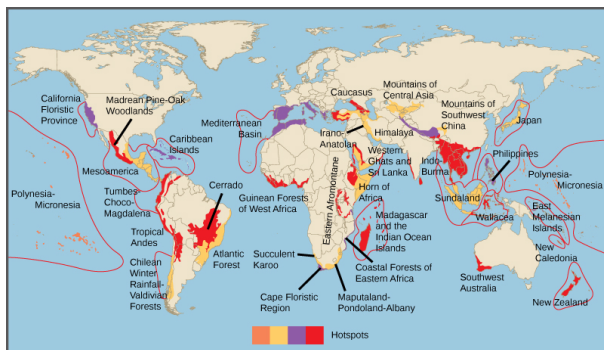 California
Floristic
Province
Madrean Pine-Oak
Woodlands
Caribbean
Islands
Mesoamerica
Polynesia-
Micronesia
Tumbes-
Choco-
Magdalena
Tropical
Andes
Chilean
Winter
Rainfall-
Valdivian
Forests
Cerrado
Atlantic
Forest
Mediterranean
Basin
Caucasus
Irano-
Anatolian
Mountains of
Central Asia
Himalaya
Mountains of
Southwest
China
Japan
Western
Ghats and
Sri Lanka
Indo-
Burma
Philippines
Horn of
Africa
Guinean Forests
of West Africa
Eastern Afromontane
Sundaland
Wallacea
Polynesia-
Micronesia
East
Melanesian
Islands
Madagascar
and the
Indian Ocean
Islands
Coastal Forests of
Eastern Africa
Succulent
Karoo
Cape Floristic
Region
Maputaland-
Pondoland-Albany
Southwest
Australia
New
Caledonia
New Zealand
Hotspots